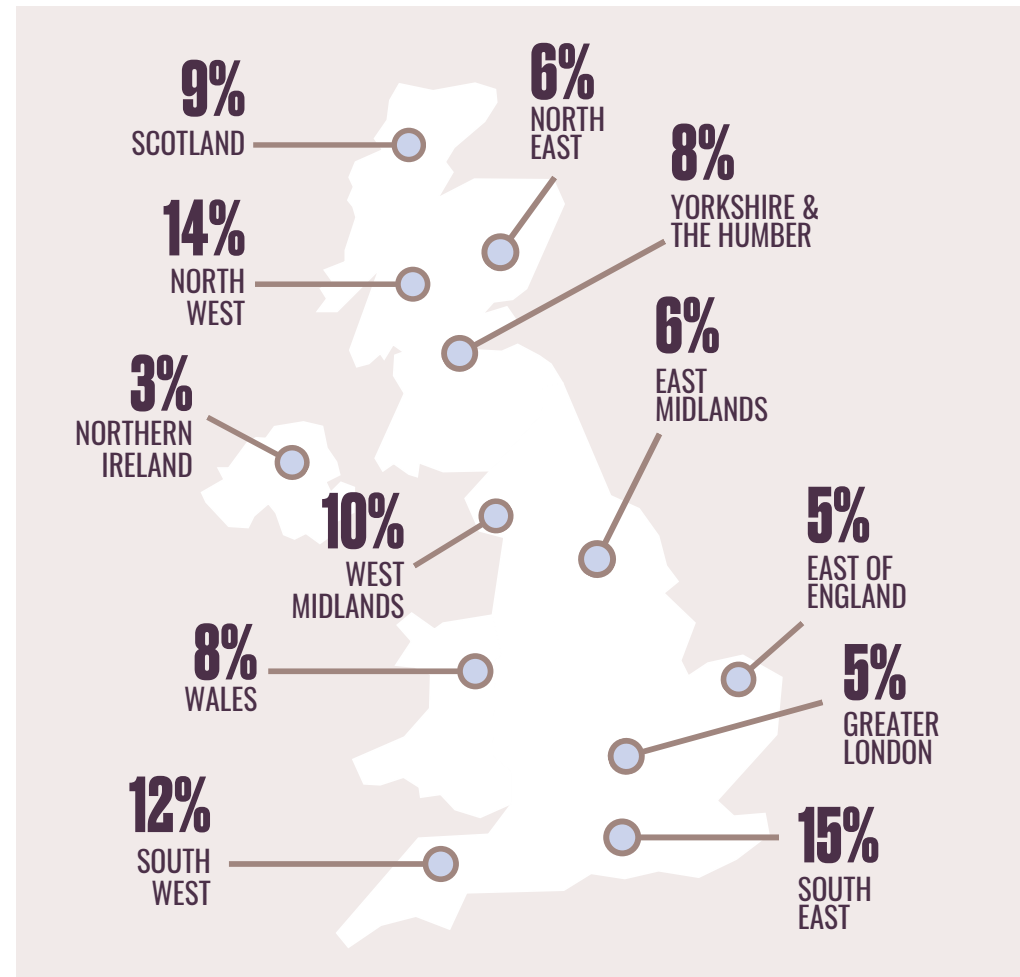 9%
SCOTLAND
6%
NORTH
EAST
8%
YORKSHIRE &
THE HUMBER
14%
NORTH
WEST
6%
EAST
MIDLANDS
3%
NORTHERN
IRELAND
10%
WEST
MIDLANDS
5%
EAST OF
ENGLAND
8%
WALES
5%
GREATER
LONDON
12%
SOUTH
WEST
15%
SOUTH
EAST